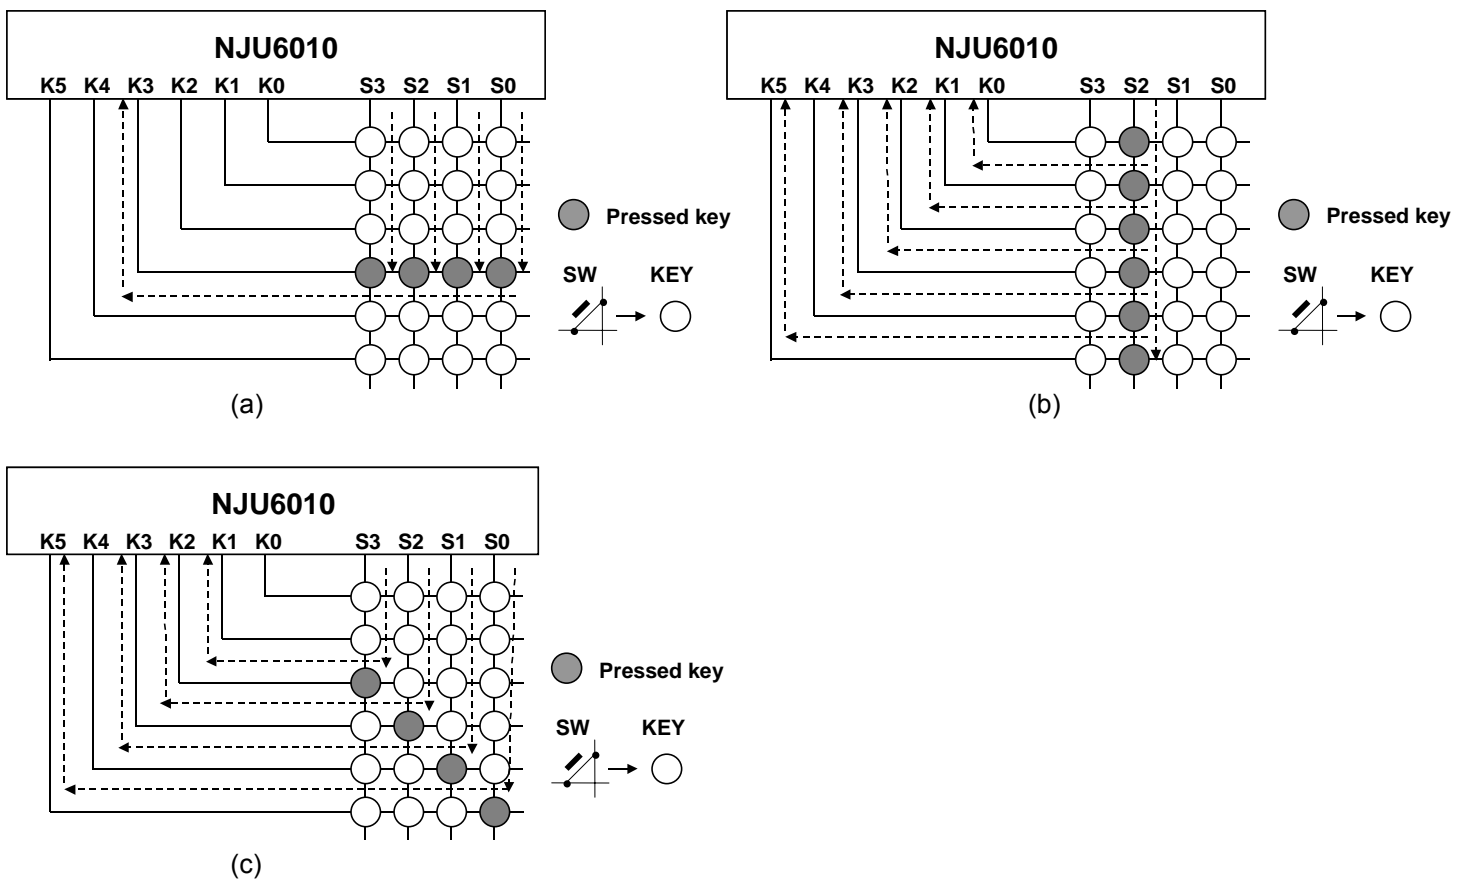 NJU6010
K5 K4 K3 K2 K1 K0 S3 S2 S1 S0
Pressed key
SW KEY
(a)
NJU6010
K5 K4 K3 K2 K1 K0 S3 S2 S1 S0
Pressed key
SW KEY
(b)
NJU6010
K5 K4 K3 K2 K1 K0 S3 S2 S1 S0
Pressed key
SW KEY
(c)